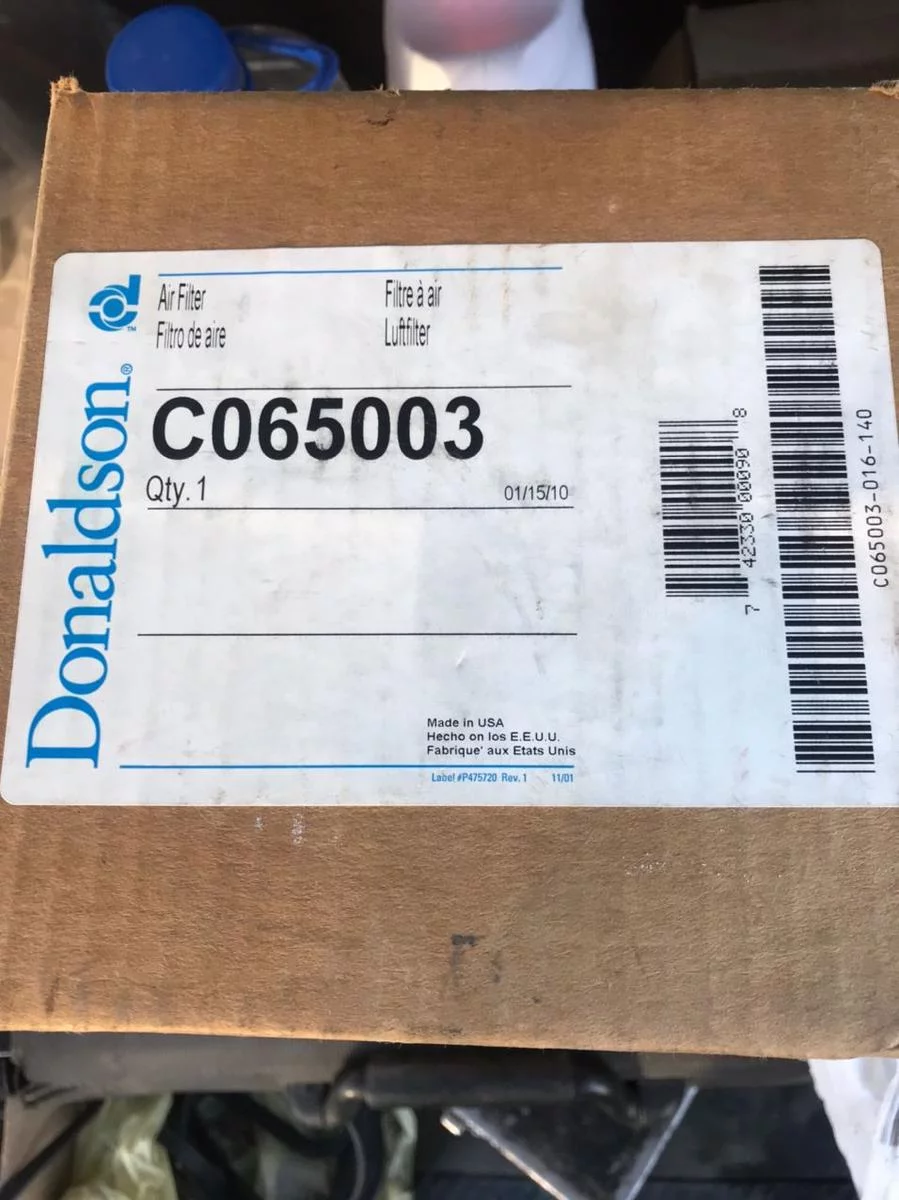 Donaldson®
TM
Air Filter
Filtre à air
Filtro de aire
Luftfilter
C065003
Qty. 1
01/15/10
Made in USA
Hecho on los E.E.U.U.
Fabrique' aux Etats Unis
Label #P475720 Rev. 1 11/01
7 42330 00090 8
C065003-016-140